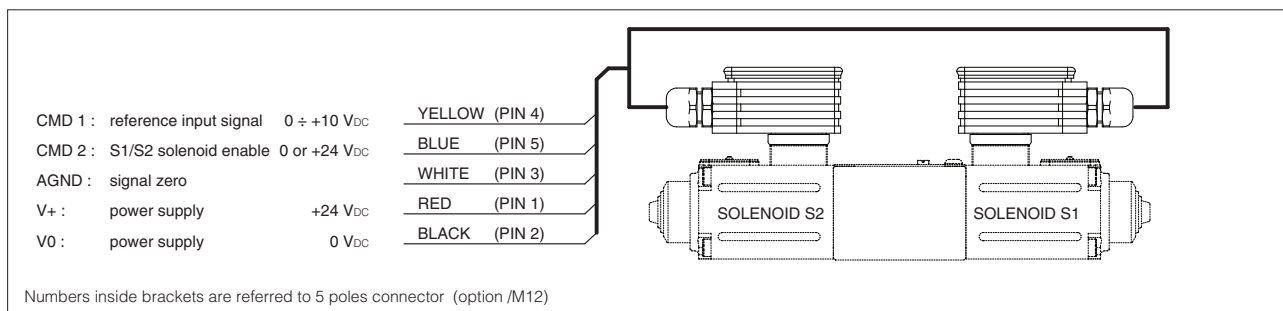 CMD 1 : reference input signal 0 ÷ +10 VDC YELLOW (PIN 4)
CMD 2 : S1/S2 solenoid enable 0 or +24 VDC BLUE (PIN 5)
AGND : signal zero WHITE (PIN 3)
V+ : power supply +24 VDC RED (PIN 1)
V0 : power supply 0 VDC BLACK (PIN 2)
SOLENOID S2 SOLENOID S1
Numbers inside brackets are referred to 5 poles connector (option /M12)